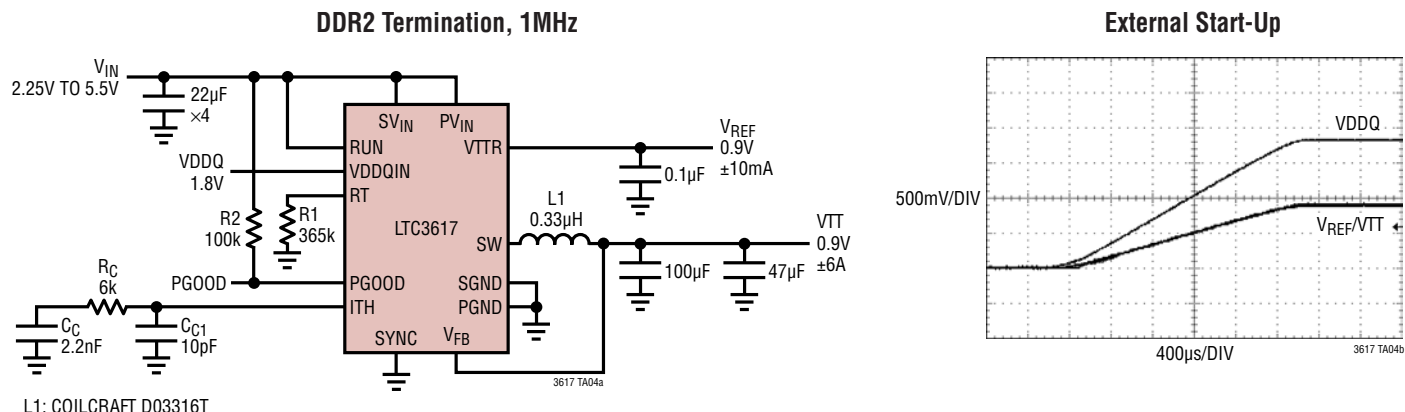 DDR2 Termination, 1MHz
VIN
2.25V TO 5.5V
22µF
×4
SVIN PVIN
RUN
VTTR
VREF
0.9V
±10mA
0.1µF
VDDQ
1.8V
VDDQIN
RT
R2
100k
R1
365k
LTC3617
L1
0.33µH
SW
VTT
0.9V
±6A
100µF
47µF
RC
6k
PGOOD
PGOOD
SGND
ITH
PGND
CC
2.2nF
CC1
10pF
SYNC
VFB
3617 TA04a
L1: COILCRAFT D03316T
External Start-Up
VDDQ
500mV/DIV
VREF/VTT
400µs/DIV
3617 TA04b